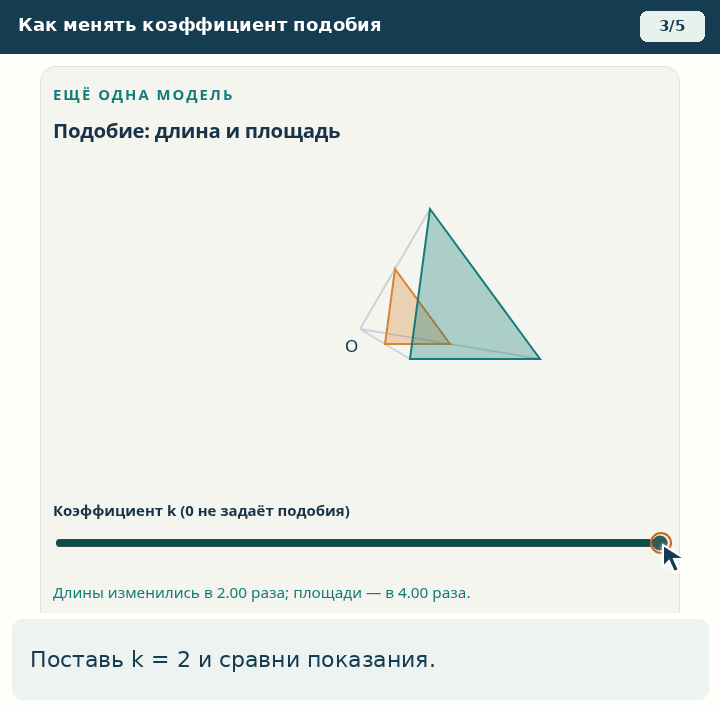 Как менять коэффициент подобия
3/5
ЕЩЁ ОДНА МОДЕЛЬ
Подобие: длина и площадь
O
Коэффициент k (0 не задаёт подобия)
Длины изменились в 2.00 раза; площади — в 4.00 раза.
Поставь k = 2 и сравни показания.